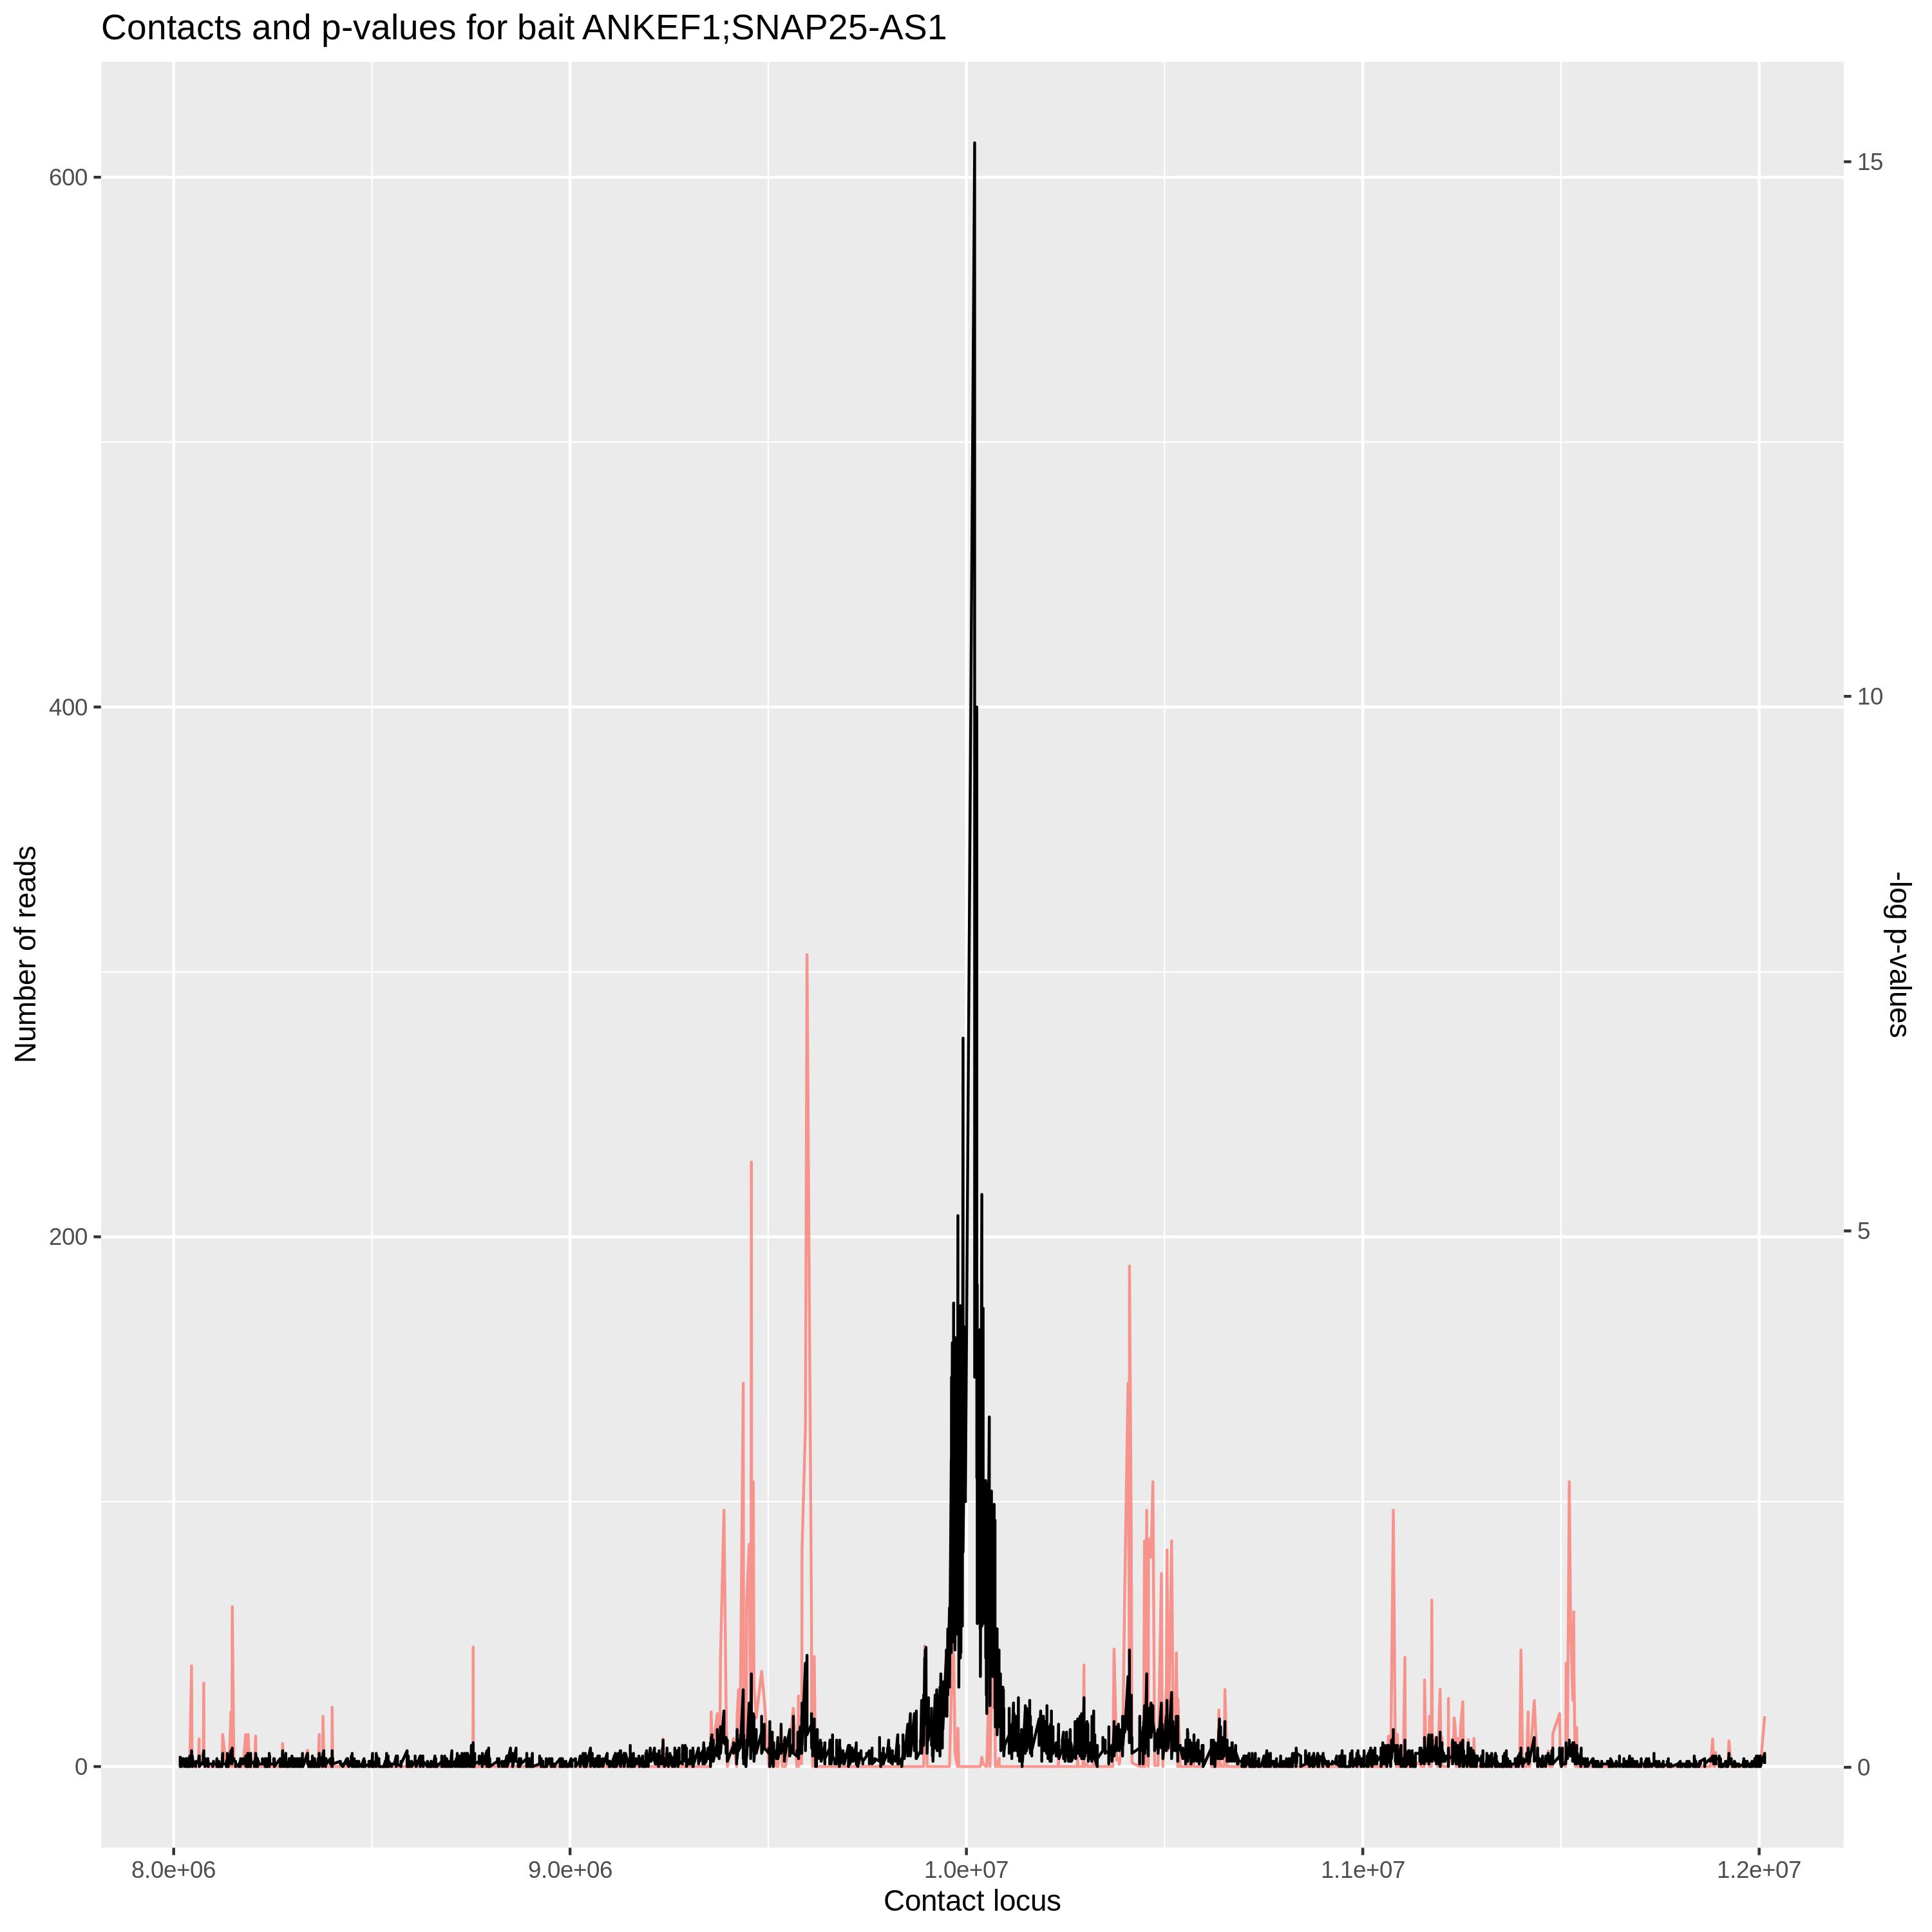 Contacts and p-values for bait ANKEF1;SNAP25-AS1
600
400
200
0
Number of reads
15
10
5
0
-log p-values
8.0e+06
9.0e+06
1.0e+07
1.1e+07
1.2e+07
Contact locus